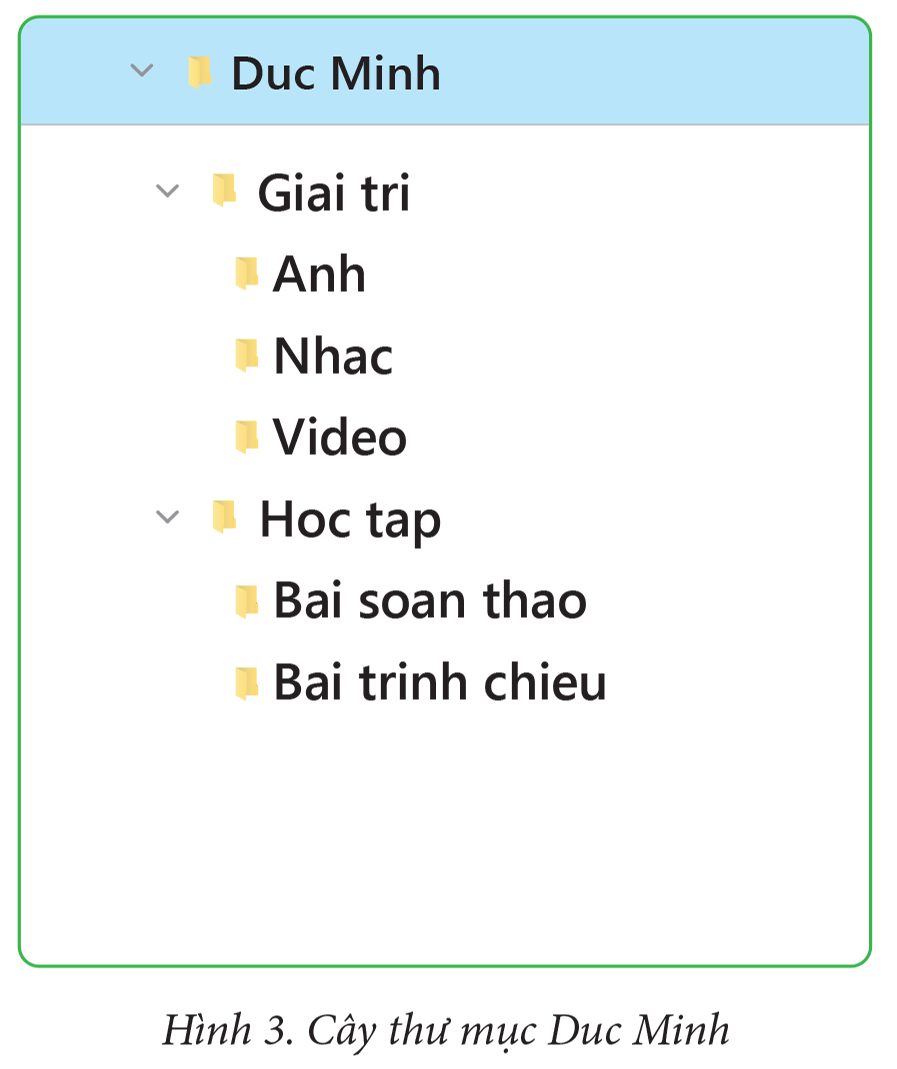 Duc Minh
Giai tri
Anh
Nhac
Video
Hoc tap
Bai soan thao
Bai trinh chieu
Hình 3. Cây thư mục Duc Minh